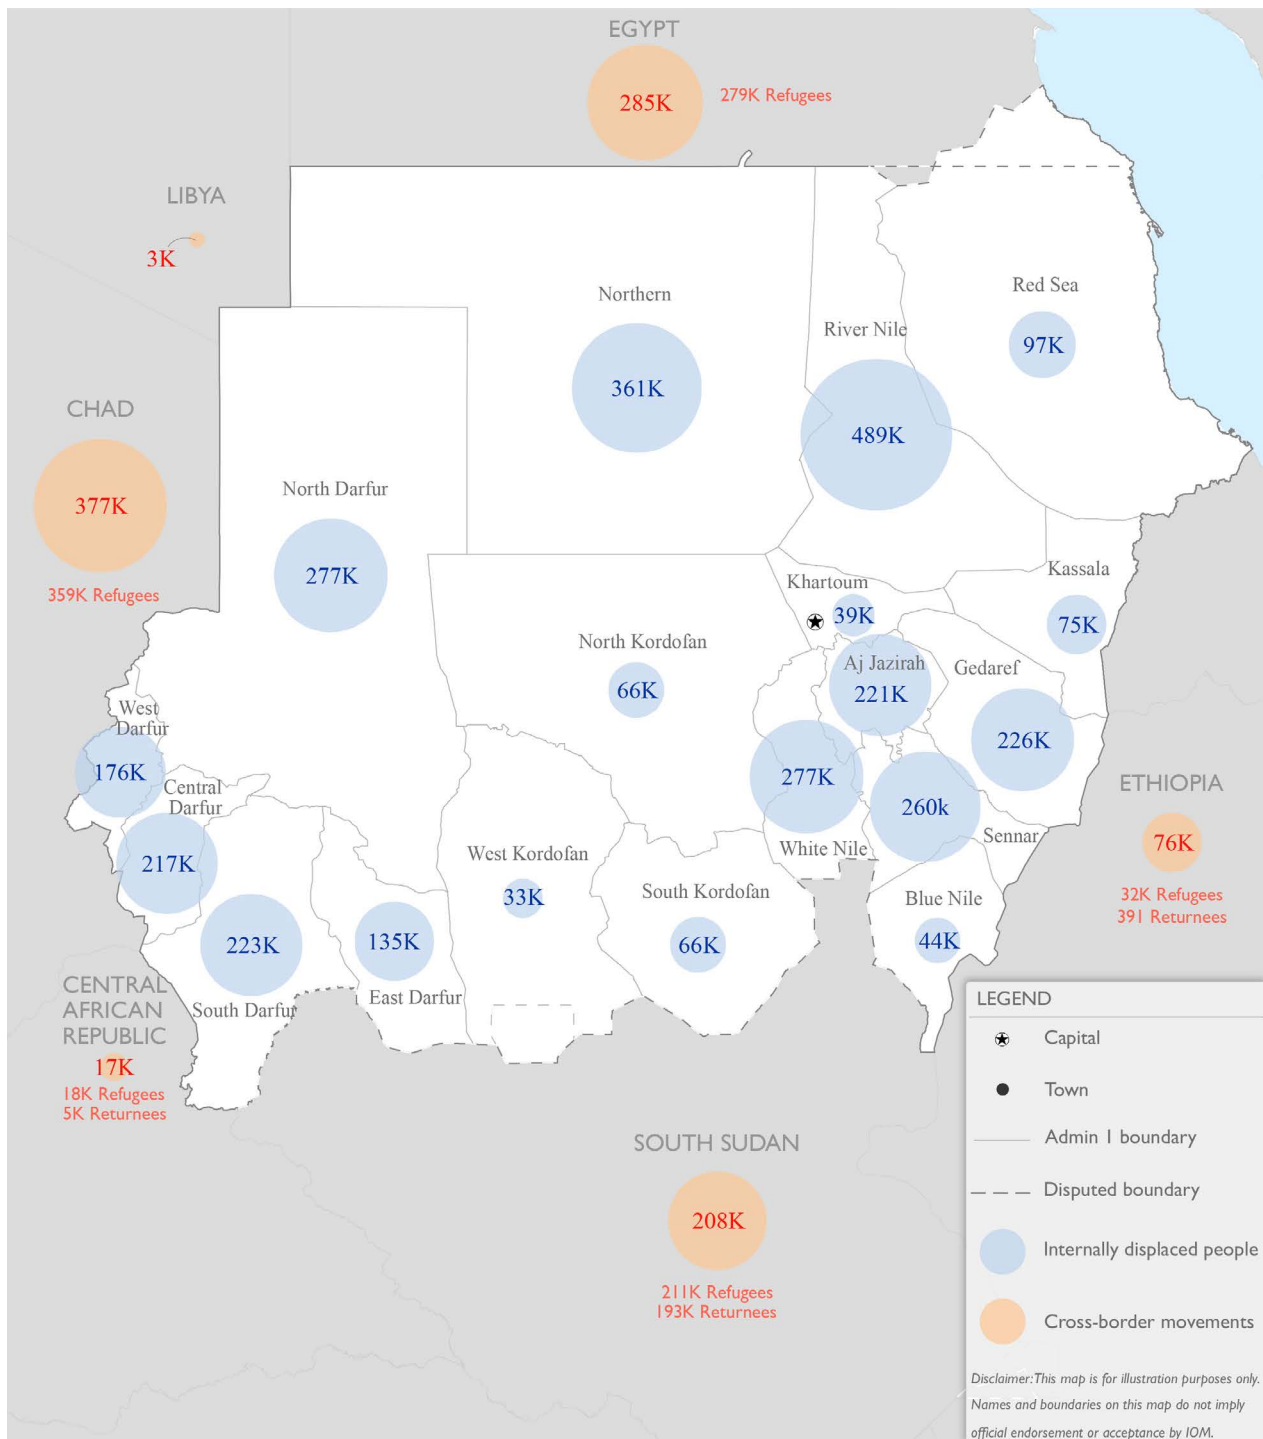 EGYPT
285K
279K Refugees
LIBYA
3K
Northern
361K
River Nile
489K
Red Sea
97K
CHAD
377K
359K Refugees
North Darfur
277K
Khartoum
39K
Kassala
75K
North Kordofan
66K
Aj Jazirah
221K
Gedaref
226K
West
Darfur
176K
Central
Darfur
217K
277K
White Nile
260k
Sennar
ETHIOPIA
76K
32K Refugees
391 Returnees
West Kordofan
33K
South Kordofan
66K
Blue Nile
44K
223K
South Darfur
135K
East Darfur
CENTRAL
AFRICAN
REPUBLIC
17K
18K Refugees
5K Returnees
SOUTH SUDAN
208K
211K Refugees
193K Returnees
LEGEND
Capital
Town
Admin 1 boundary
Disputed boundary
Internally displaced people
Cross-border movements
Disclaimer:This map is for illustration purposes only.
Names and boundaries on this map do not imply
official endorsement or acceptance by IOM.